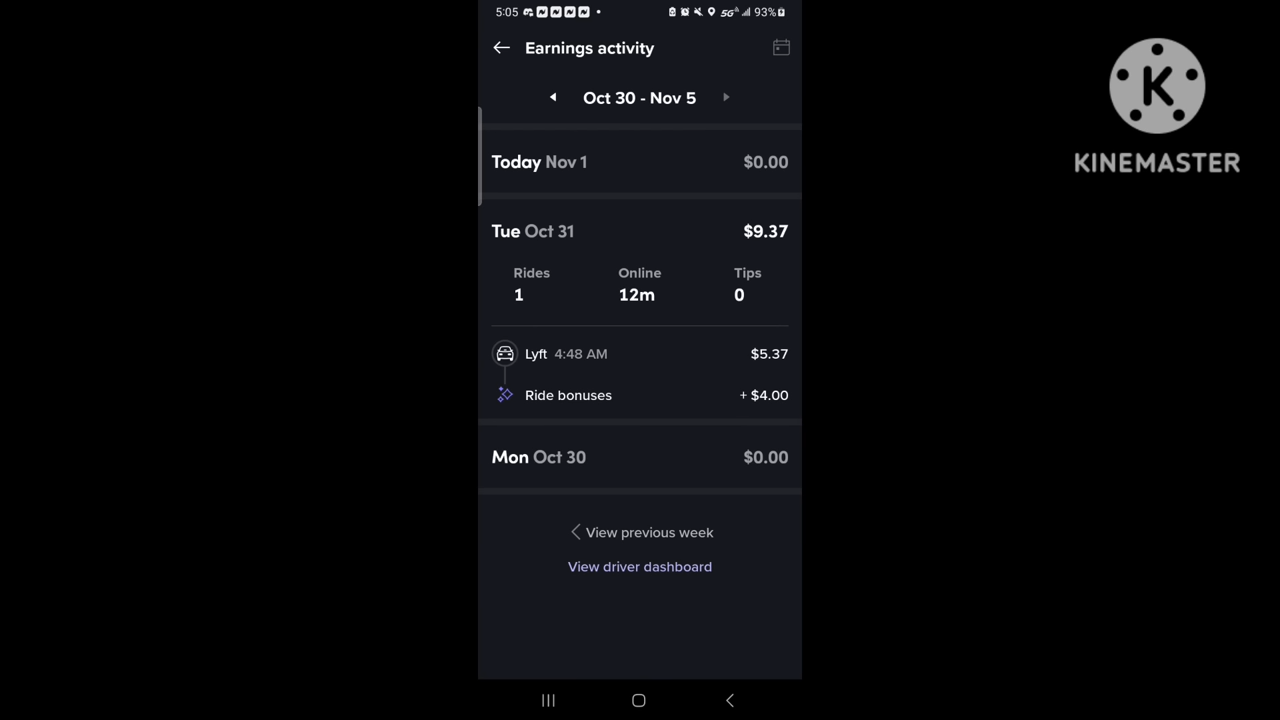 5:05 5G 93%
Earnings activity
Oct 30 - Nov 5
Today Nov 1 $0.00
Tue Oct 31 $9.37
Rides Online Tips
1 12m 0
Lyft 4:48 AM $5.37
Ride bonuses + $4.00
Mon Oct 30 $0.00
View previous week
View driver dashboard
K
KINEMASTER